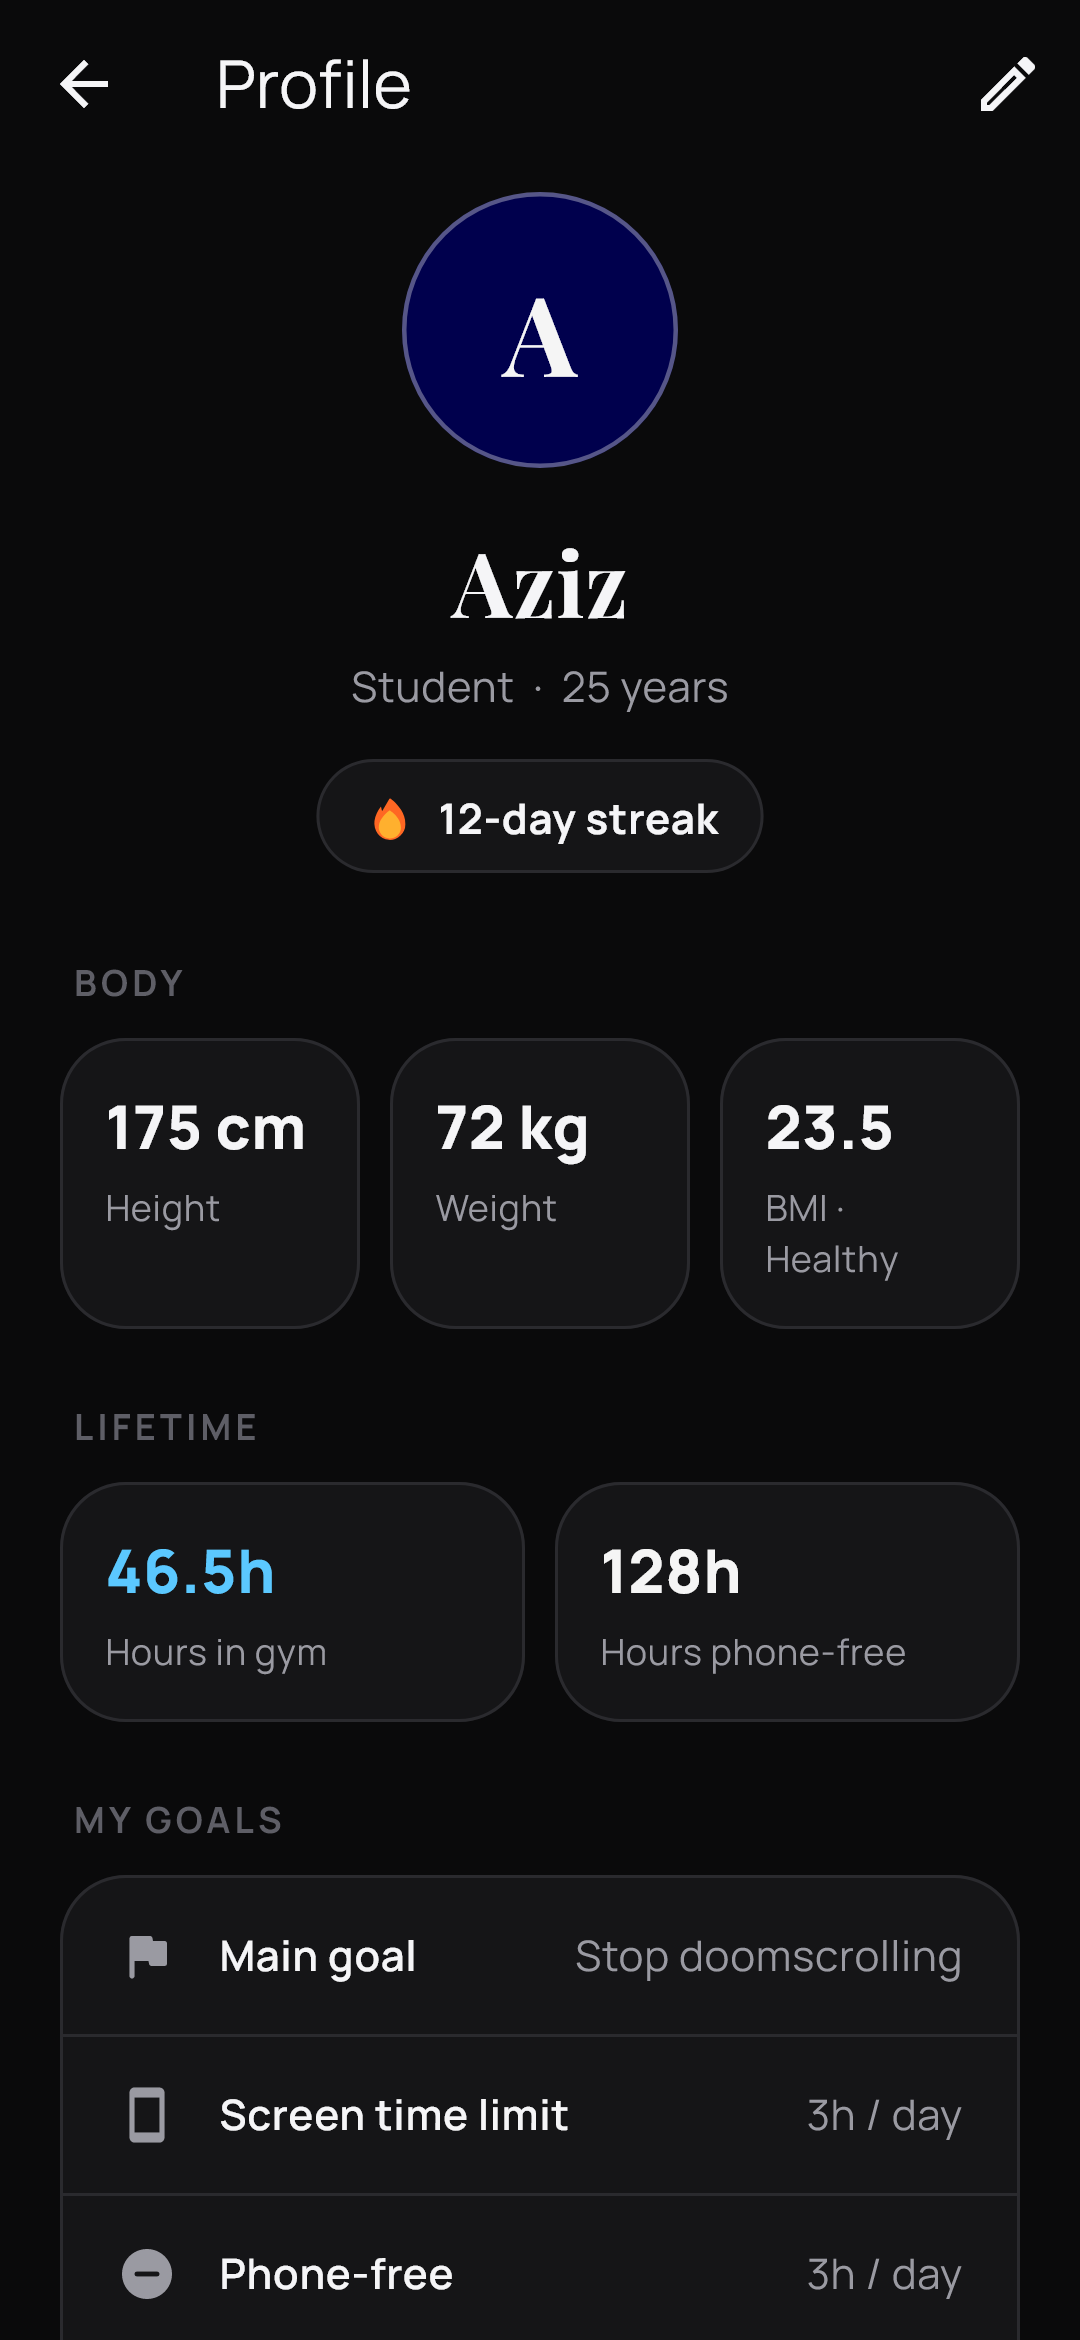 Profile
A
Aziz
Student · 25 years
12-day streak
BODY
175 cm
Height
72 kg
Weight
23.5
BMI ·
Healthy
LIFETIME
46.5h
Hours in gym
128h
Hours phone-free
MY GOALS
Main goal Stop doomscrolling
Screen time limit 3h / day
Phone-free 3h / day